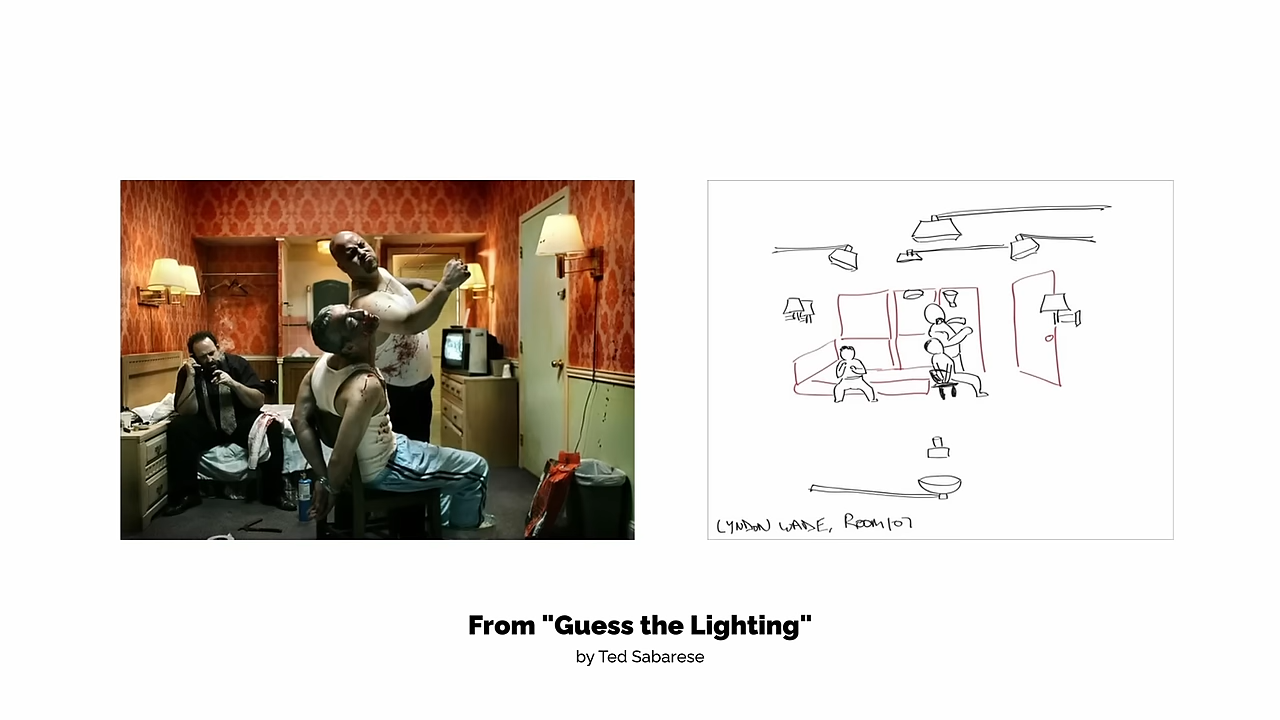 LYNDON WADE, ROOM 107
From "Guess the Lighting"
by Ted Sabarese